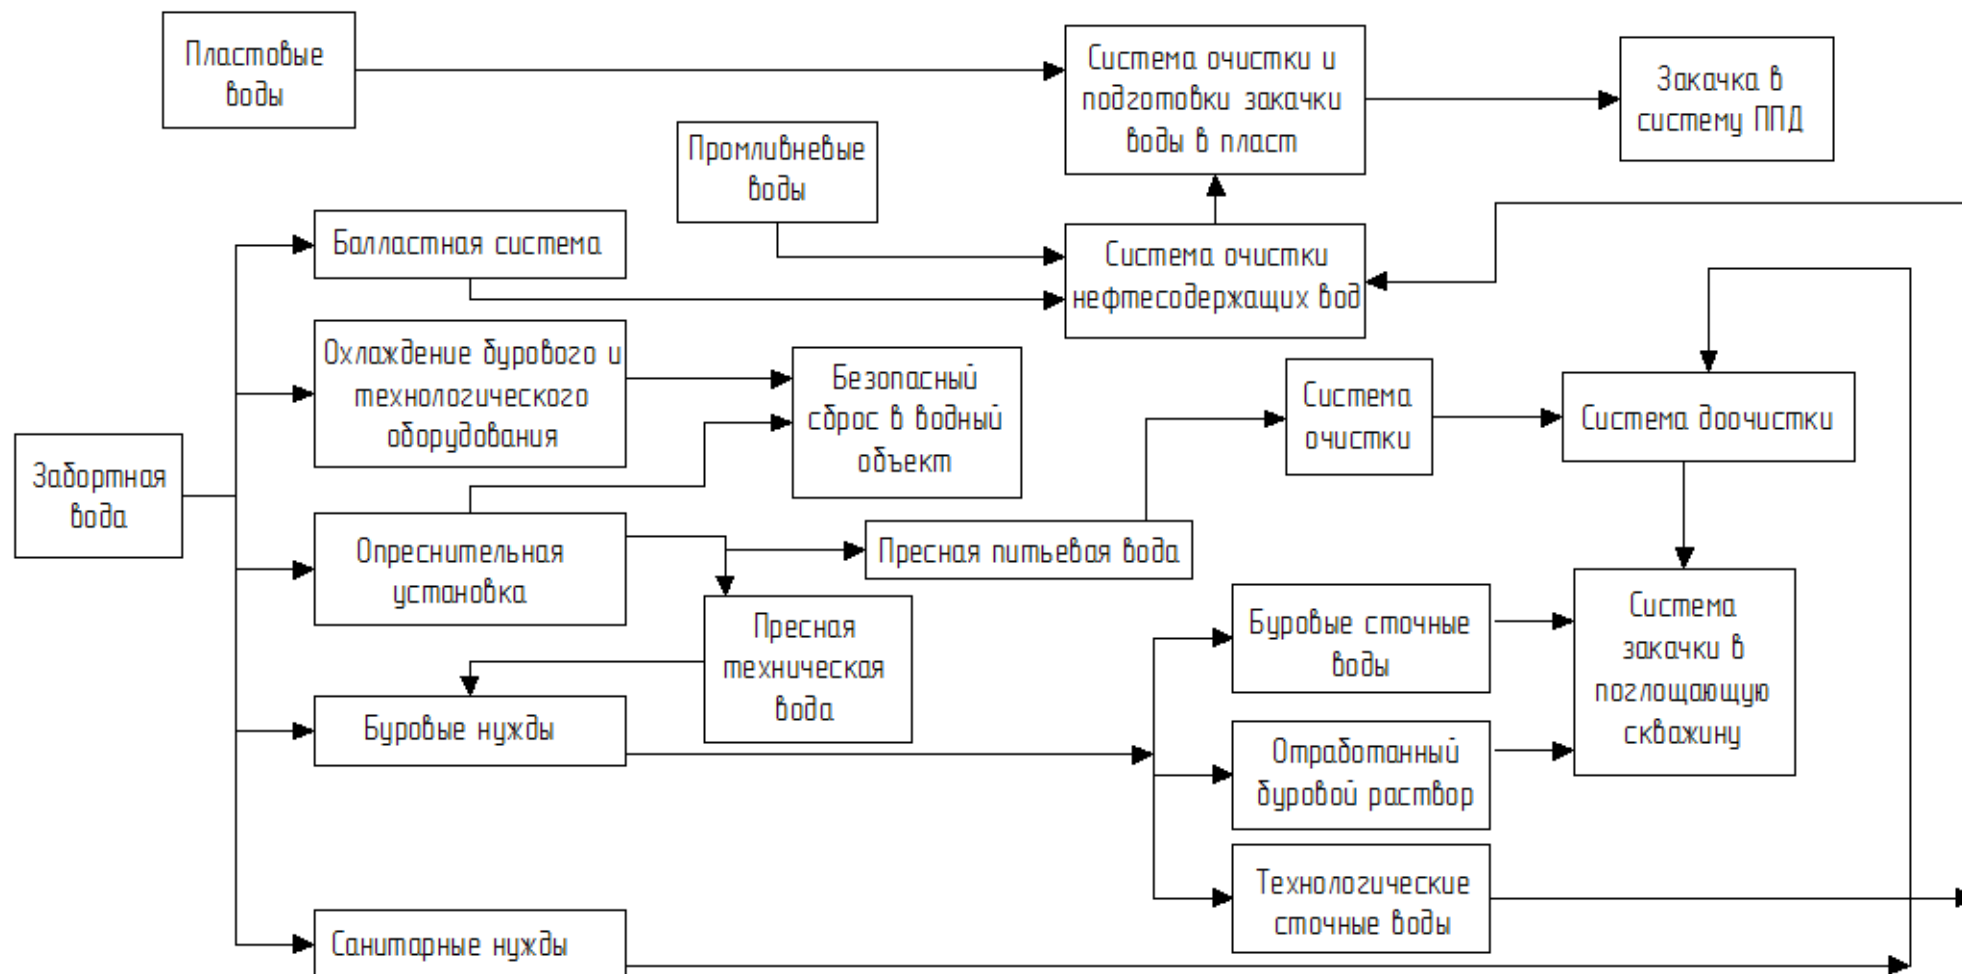 Пластовые
воды
Система очистки и
подготовки закачки
воды в пласт
Закачка в
систему ППД
Промливневые
воды
Балластная система
Система очистки
нефтесодержащих вод
Охлаждение бурового и
технологического
оборудования
Безопасный
сброс в водный
объект
Система
очистки
Система доочистки
Забортная
вода
Опреснительная
установка
Пресная питьевая вода
Пресная
техническая
вода
Буровые сточные
воды
Система
закачки в
поглощающую
скважину
Буровые нужды
Отработанный
буровой раствор
Технологические
сточные воды
Санитарные нужды